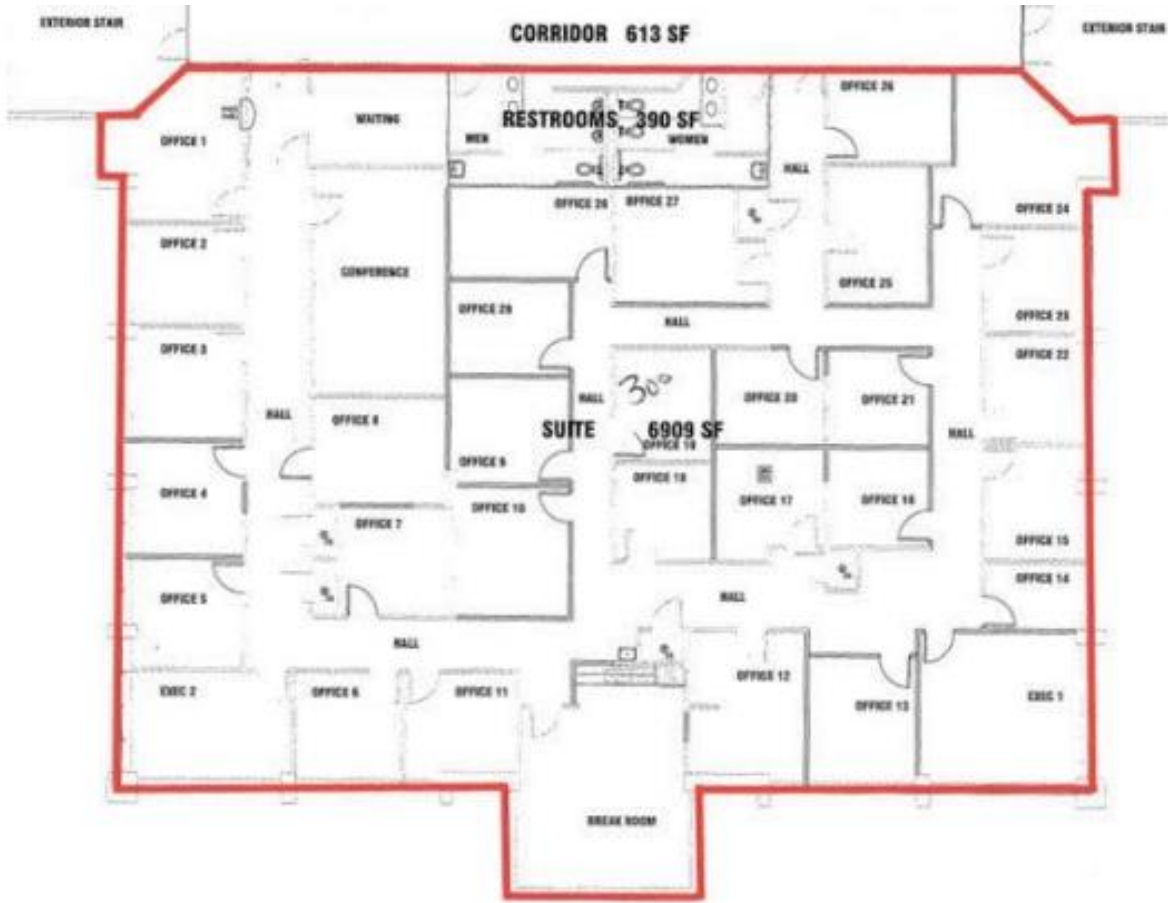 EXTERIOR STAIR
CORRIDOR 613 SF
EXTERIOR STAIR
OFFICE 26
WAITING
RESTROOMS 390 SF
OFFICE 1
MEN
WOMEN
HALL
OFFICE 27
OFFICE 24
OFFICE 2
CONFERENCE
OFFICE 25
OFFICE 29
OFFICE 23
HALL
OFFICE 3
OFFICE 22
300
HALL
OFFICE 20
OFFICE 21
HALL
OFFICE 8
SUITE 6909 SF
HALL
OFFICE 19
OFFICE 9
OFFICE 18
OFFICE 4
OFFICE 17
OFFICE 16
OFFICE 10
OFFICE 7
OFFICE 15
OFFICE 14
OFFICE 5
HALL
HALL
OFFICE 12
EXEC 2
OFFICE 6
OFFICE 11
EXEC 1
OFFICE 13
BREAK ROOM